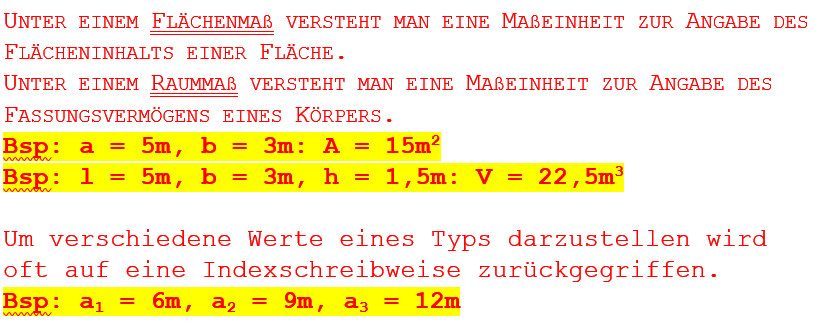 Unter einem Flächenmaß versteht man eine Maßeinheit zur Angabe des
Flächeninhalts einer Fläche.
Unter einem Raummaß versteht man eine Maßeinheit zur Angabe des
Fassungsvermögens eines Körpers.
Bsp: a = 5m, b = 3m: A = 15m²
Bsp: l = 5m, b = 3m, h = 1,5m: V = 22,5m³
Um verschiedene Werte eines Typs darzustellen wird
oft auf eine Indexschreibweise zurückgegriffen.
Bsp: a₁ = 6m, a₂ = 9m, a₃ = 12m